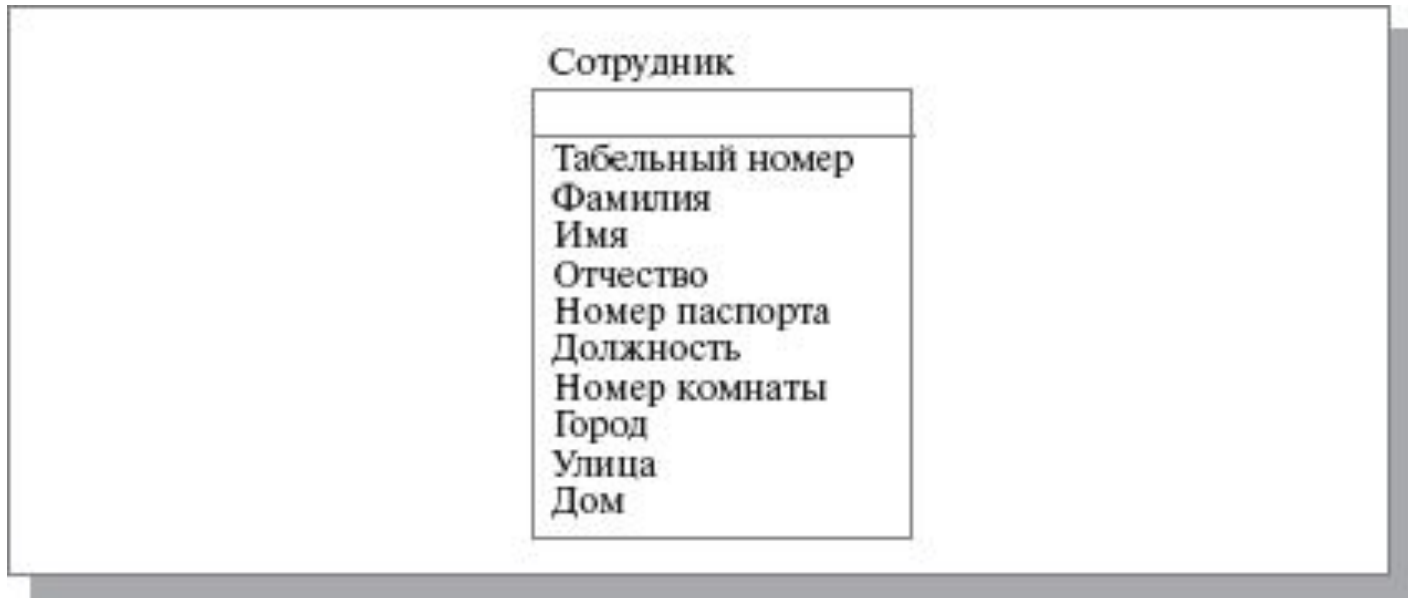 Сотрудник
Табельный номер
Фамилия
Имя
Отчество
Номер паспорта
Должность
Номер комнаты
Город
Улица
Дом